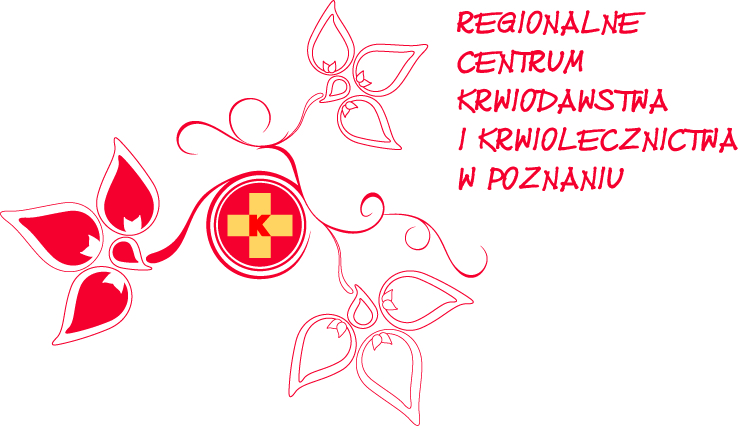 REGIONALNE
CENTRUM
KRWIODAWSTWA
I KRWIOLECZNICTWA
W POZNANIU
K